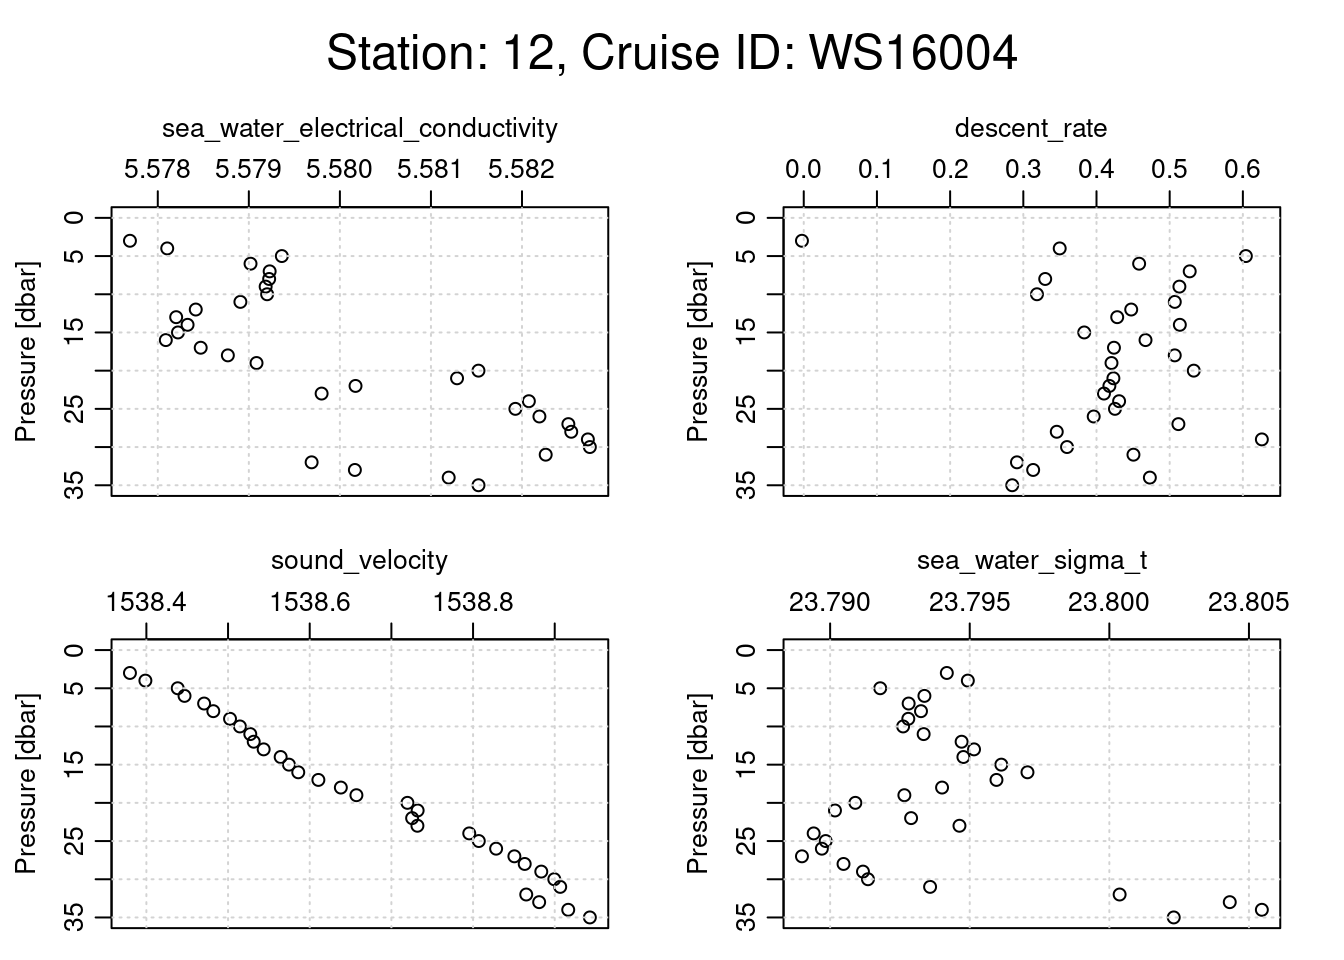 Station: 12, Cruise ID: WS16004
sea_water_electrical_conductivity
5.578 5.579 5.580 5.581 5.582
Pressure [dbar]
0
5
15
25
35
descent_rate
0.0 0.1 0.2 0.3 0.4 0.5 0.6
Pressure [dbar]
0
5
15
25
35
sound_velocity
1538.4 1538.6 1538.8
Pressure [dbar]
0
5
15
25
35
sea_water_sigma_t
23.790 23.795 23.800 23.805
Pressure [dbar]
0
5
15
25
35